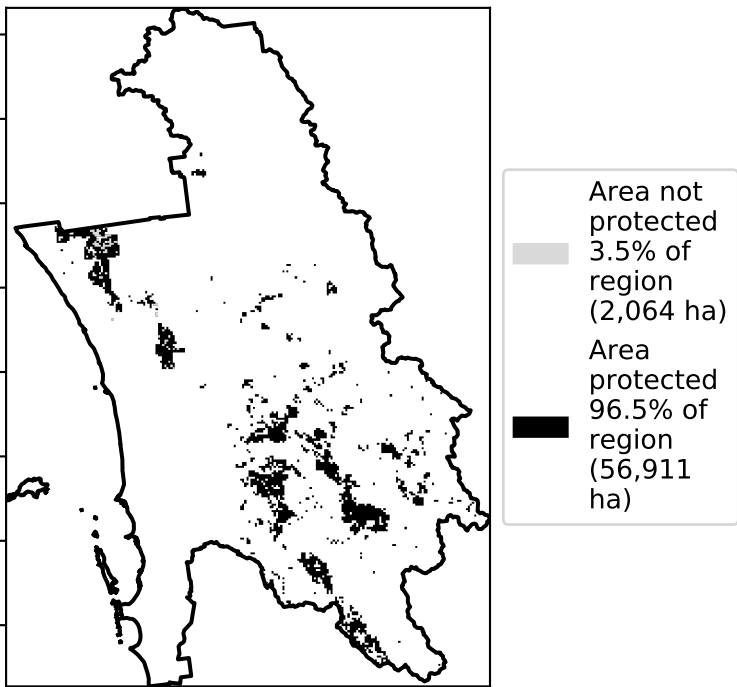 Area not
protected
3.5% of
region
(2,064 ha)
Area
protected
96.5% of
region
(56,911
ha)